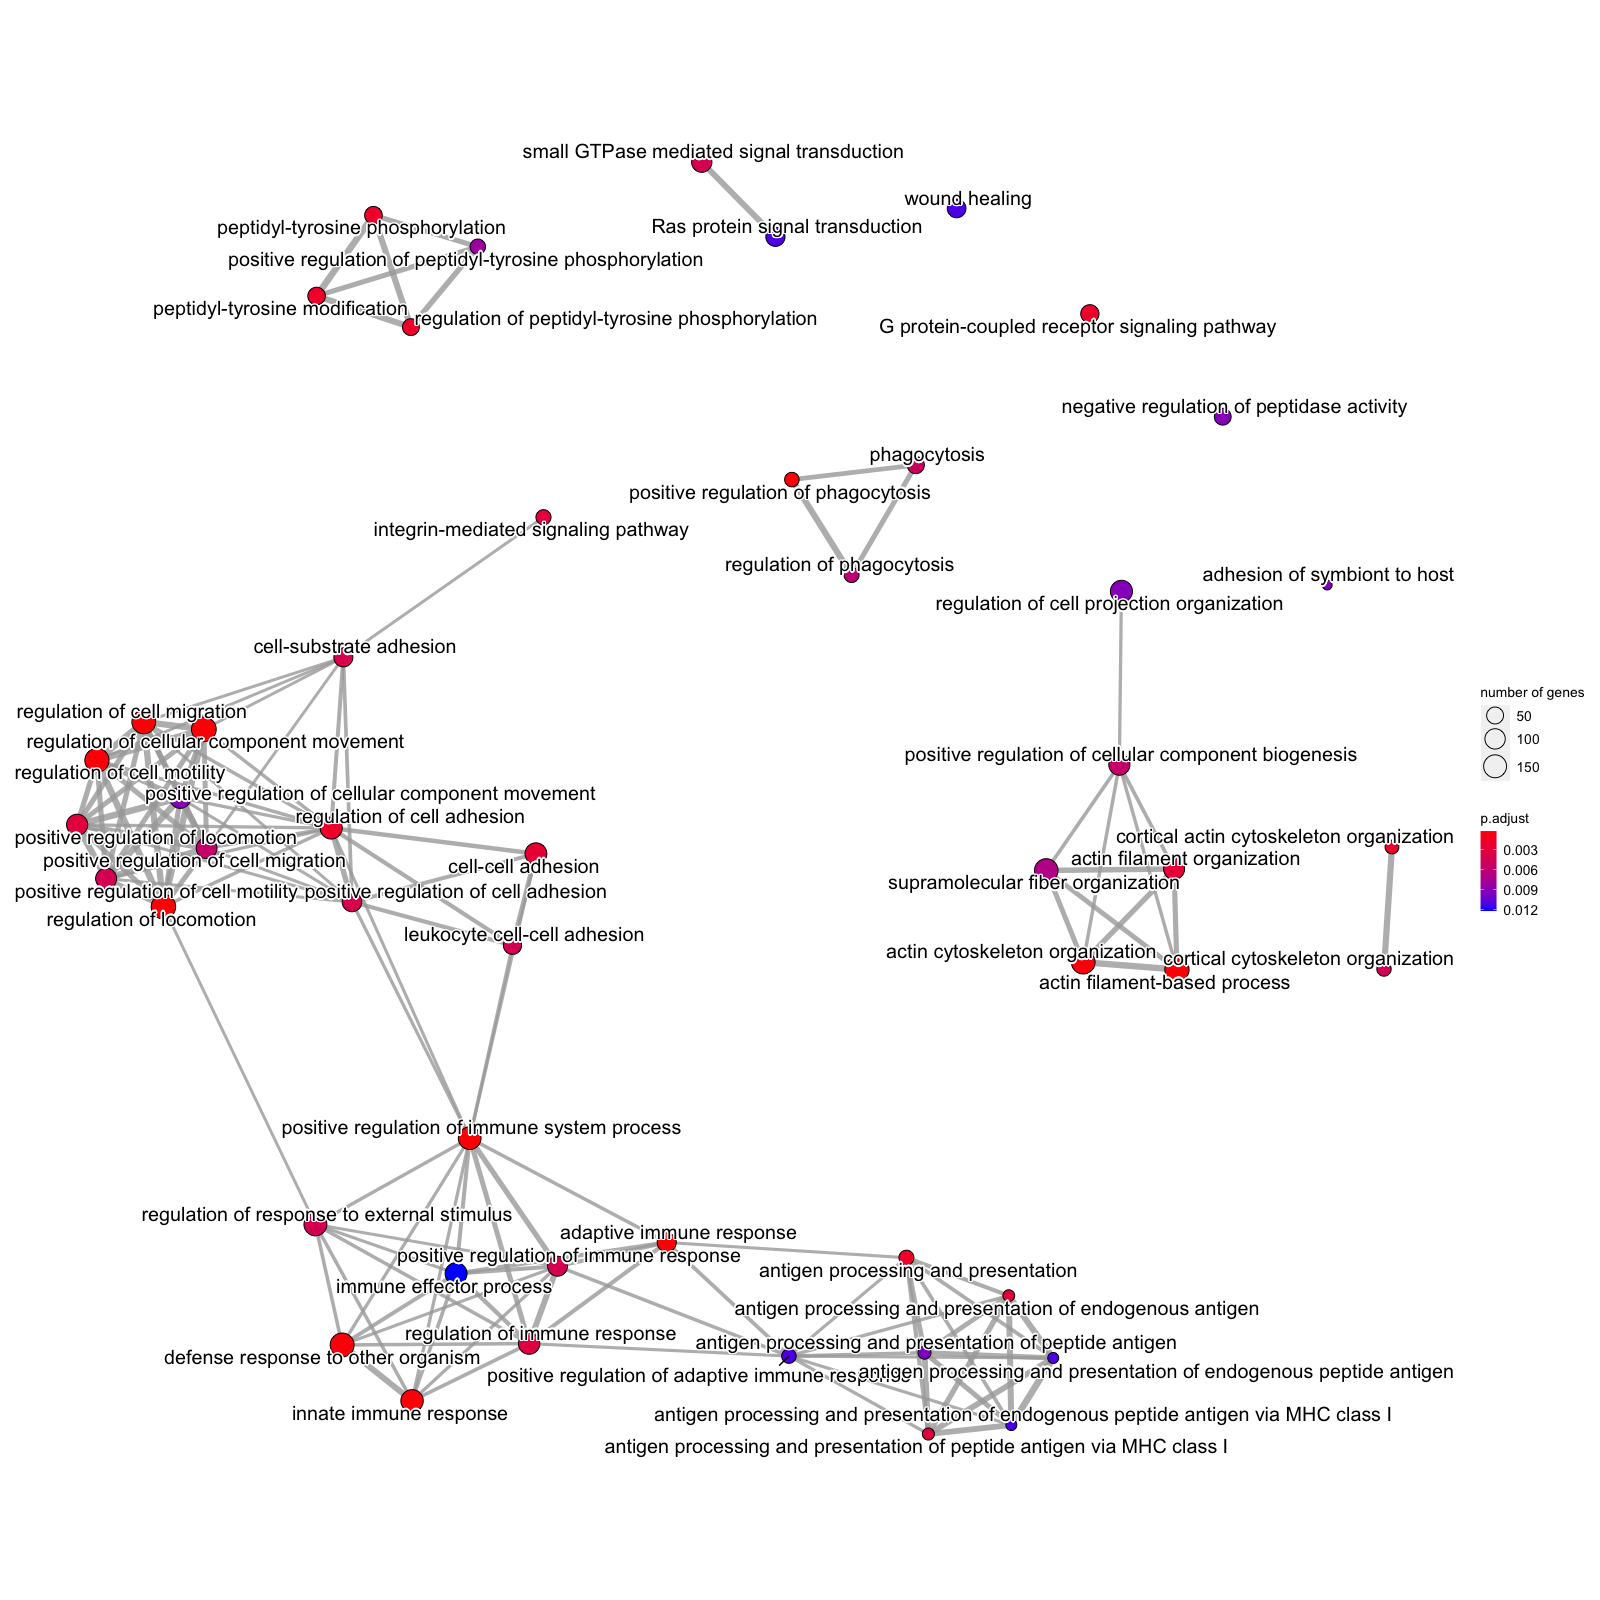 small GTPase mediated signal transduction
wound healing
peptidyl-tyrosine phosphorylation
Ras protein signal transduction
positive regulation of peptidyl-tyrosine phosphorylation
peptidyl-tyrosine modification
regulation of peptidyl-tyrosine phosphorylation
G protein-coupled receptor signaling pathway
negative regulation of peptidase activity
phagocytosis
positive regulation of phagocytosis
integrin-mediated signaling pathway
regulation of phagocytosis
adhesion of symbiont to host
regulation of cell projection organization
cell-substrate adhesion
regulation of cell migration
regulation of cellular component movement
regulation of cell motility
positive regulation of cellular component movement
regulation of cell adhesion
positive regulation of locomotion
positive regulation of cell migration
cell-cell adhesion
positive regulation of cell motility
positive regulation of cell adhesion
regulation of locomotion
leukocyte cell-cell adhesion
positive regulation of cellular component biogenesis
cortical actin cytoskeleton organization
actin filament organization
supramolecular fiber organization
actin cytoskeleton organization
cortical cytoskeleton organization
actin filament-based process
number of genes
50
100
150
p.adjust
0.003
0.006
0.009
0.012
positive regulation of immune system process
regulation of response to external stimulus
adaptive immune response
positive regulation of immune response
immune effector process
antigen processing and presentation
antigen processing and presentation of endogenous antigen
regulation of immune response
antigen processing and presentation of peptide antigen
defense response to other organism
positive regulation of adaptive immune response
antigen processing and presentation of endogenous peptide antigen
innate immune response
antigen processing and presentation of endogenous peptide antigen via MHC class I
antigen processing and presentation of peptide antigen via MHC class I